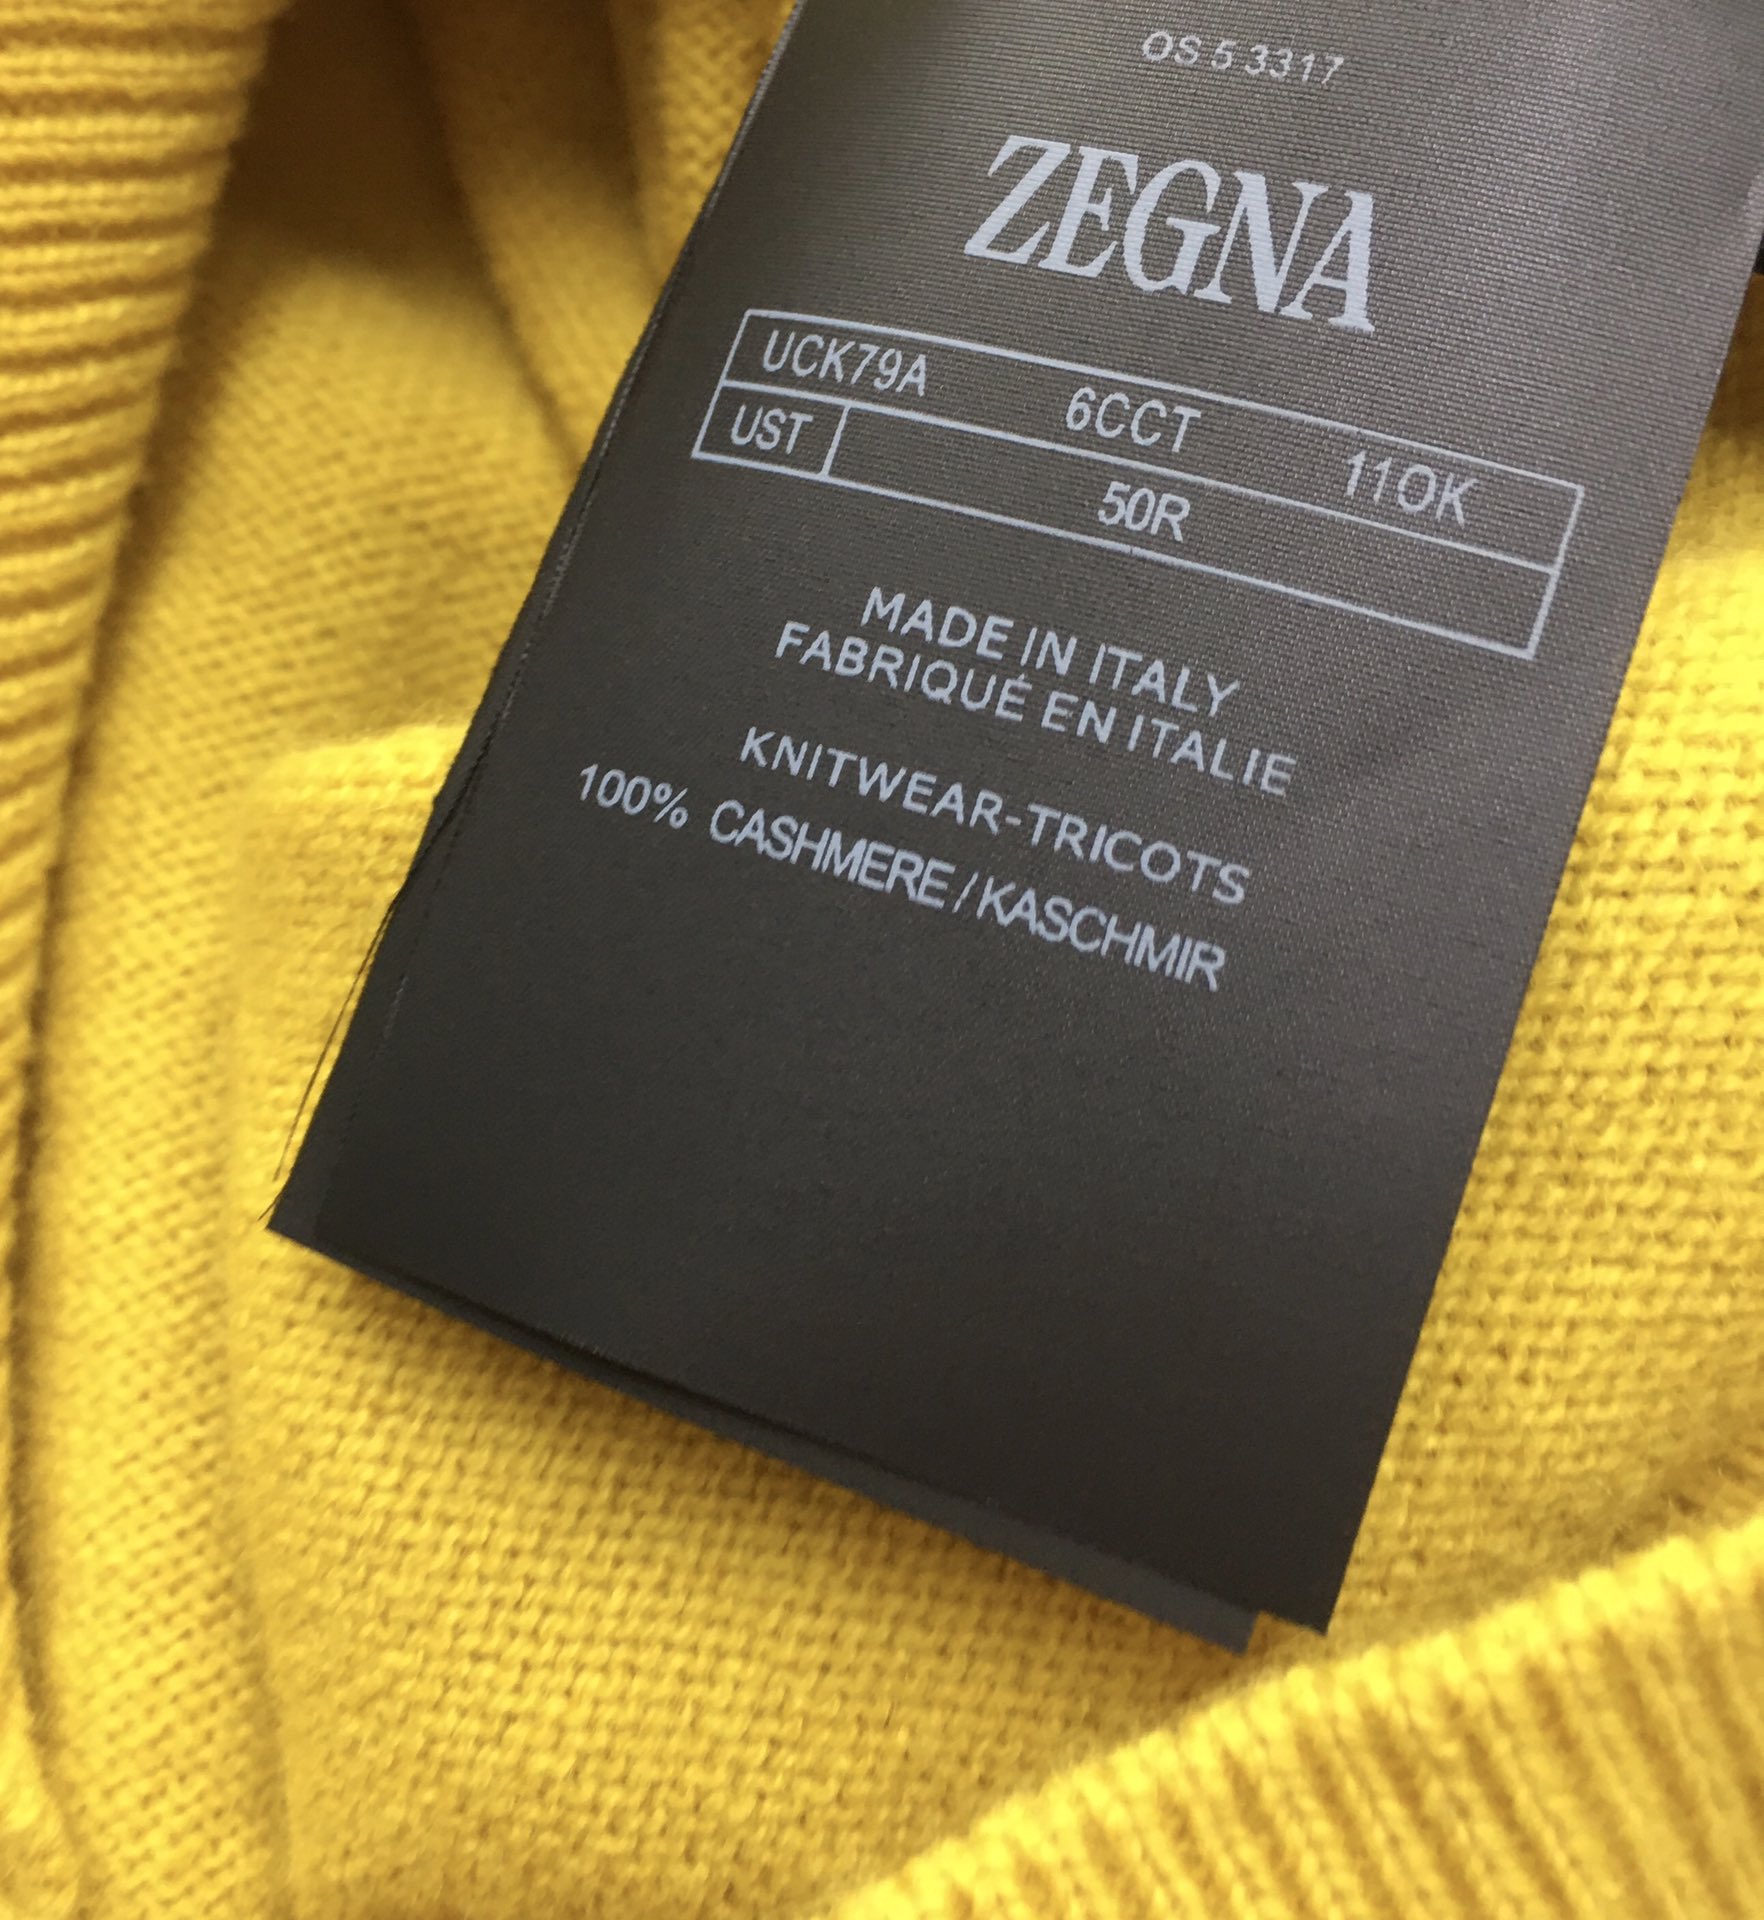 OS 5 3317
ZEGNA
UCK79A 6CCT 11OK
UST 50R
MADE IN ITALY
FABRIQUÉ EN ITALIE
KNITWEAR-TRICOTS
100% CASHMERE / KASCHMIR